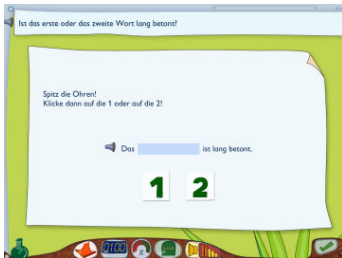 Ist das erste oder das zweite Wort lang betont?
Spitz die Ohren!
Klicke dann auf die 1 oder auf die 2!
Das ist lang betont.
1 2